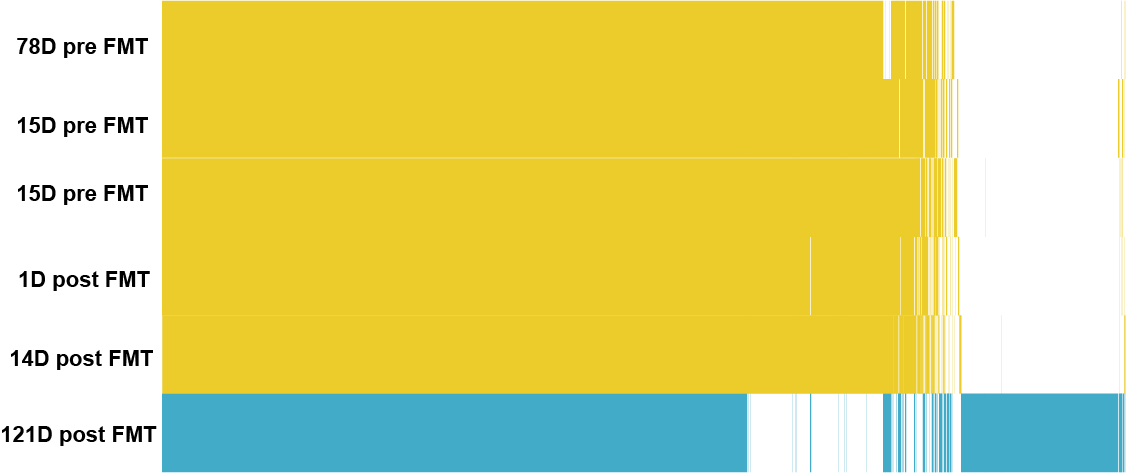 78D pre FMT
15D pre FMT
15D pre FMT
1D post FMT
14D post FMT
121D post FMT